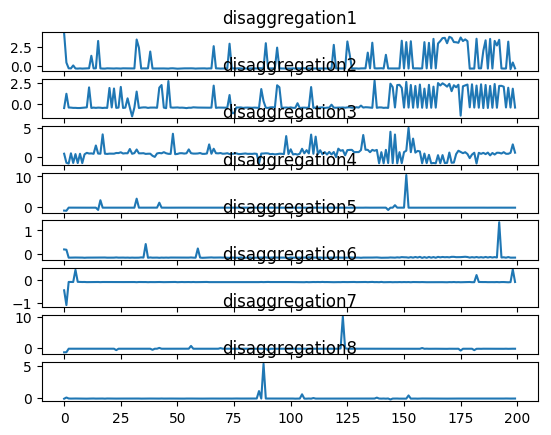 disaggregation1
2.5
0.0
disaggregation2
2.5
0.0
disaggregation3
5
0
disaggregation4
10
0
disaggregation5
1
0
disaggregation6
0
−1
disaggregation7
10
0
disaggregation8
5
0
0 25 50 75 100 125 150 175 200